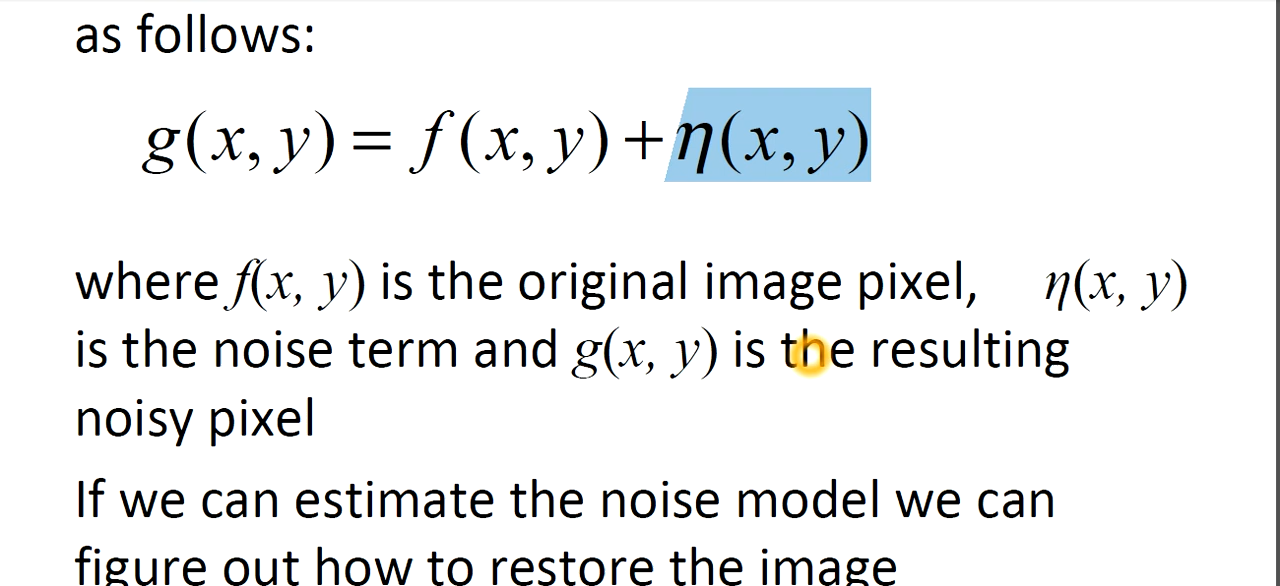 as follows:
g(x, y) = f(x, y) + η(x, y)
where f(x, y) is the original image pixel, η(x, y)
is the noise term and g(x, y) is the resulting
noisy pixel
If we can estimate the noise model we can
figure out how to restore the image